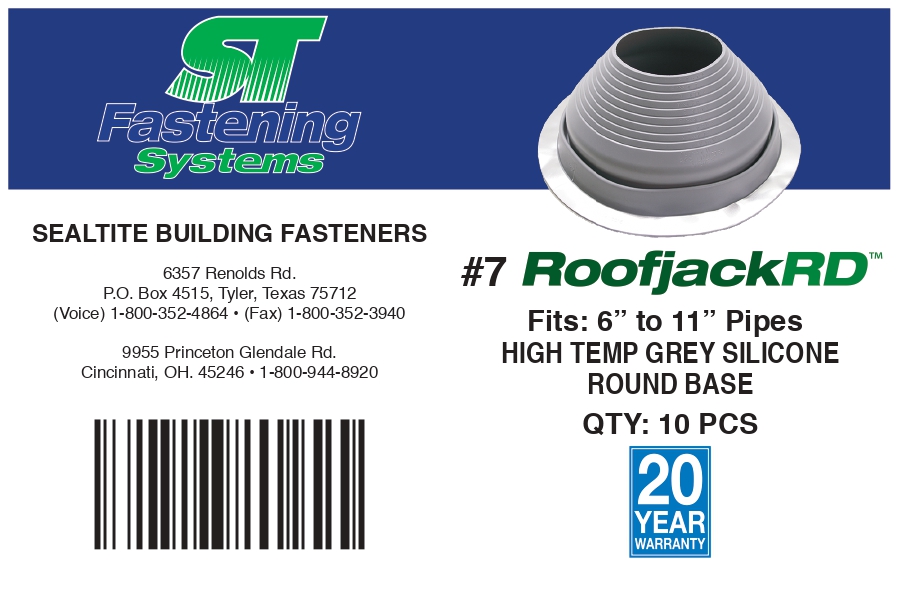 ST
Fastening
Systems
SEALTITE BUILDING FASTENERS
6357 Renolds Rd.
P.O. Box 4515, Tyler, Texas 75712
(Voice) 1-800-352-4864 • (Fax) 1-800-352-3940
9955 Princeton Glendale Rd.
Cincinnati, OH. 45246 • 1-800-944-8920
#7 RoofjackRD™
Fits: 6” to 11” Pipes
HIGH TEMP GREY SILICONE
ROUND BASE
QTY: 10 PCS
20
YEAR
WARRANTY